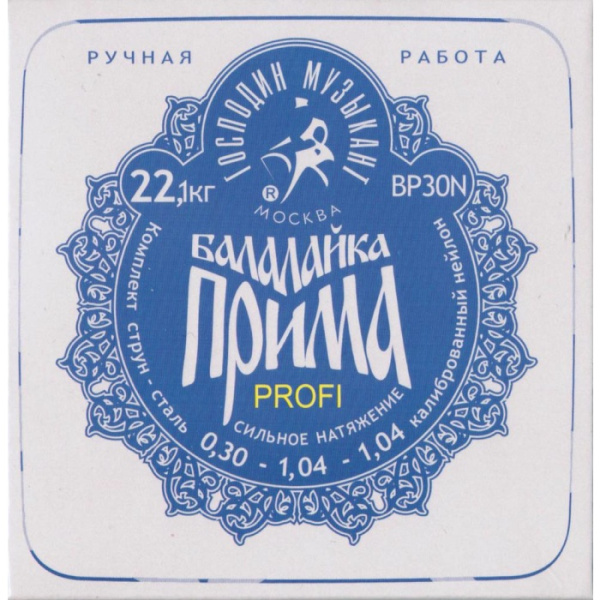 РУЧНАЯ РАБОТА
ГОСПОДИН МУЗЫКАНТ
®
МОСКВА
22,1кг
BP30N
БАЛАЛАЙКА
ПРИМА
PROFI
СИЛЬНОЕ НАТЯЖЕНИЕ
Комплект струн - сталь 0,30 - 1,04 - 1,04 калиброванный нейлон